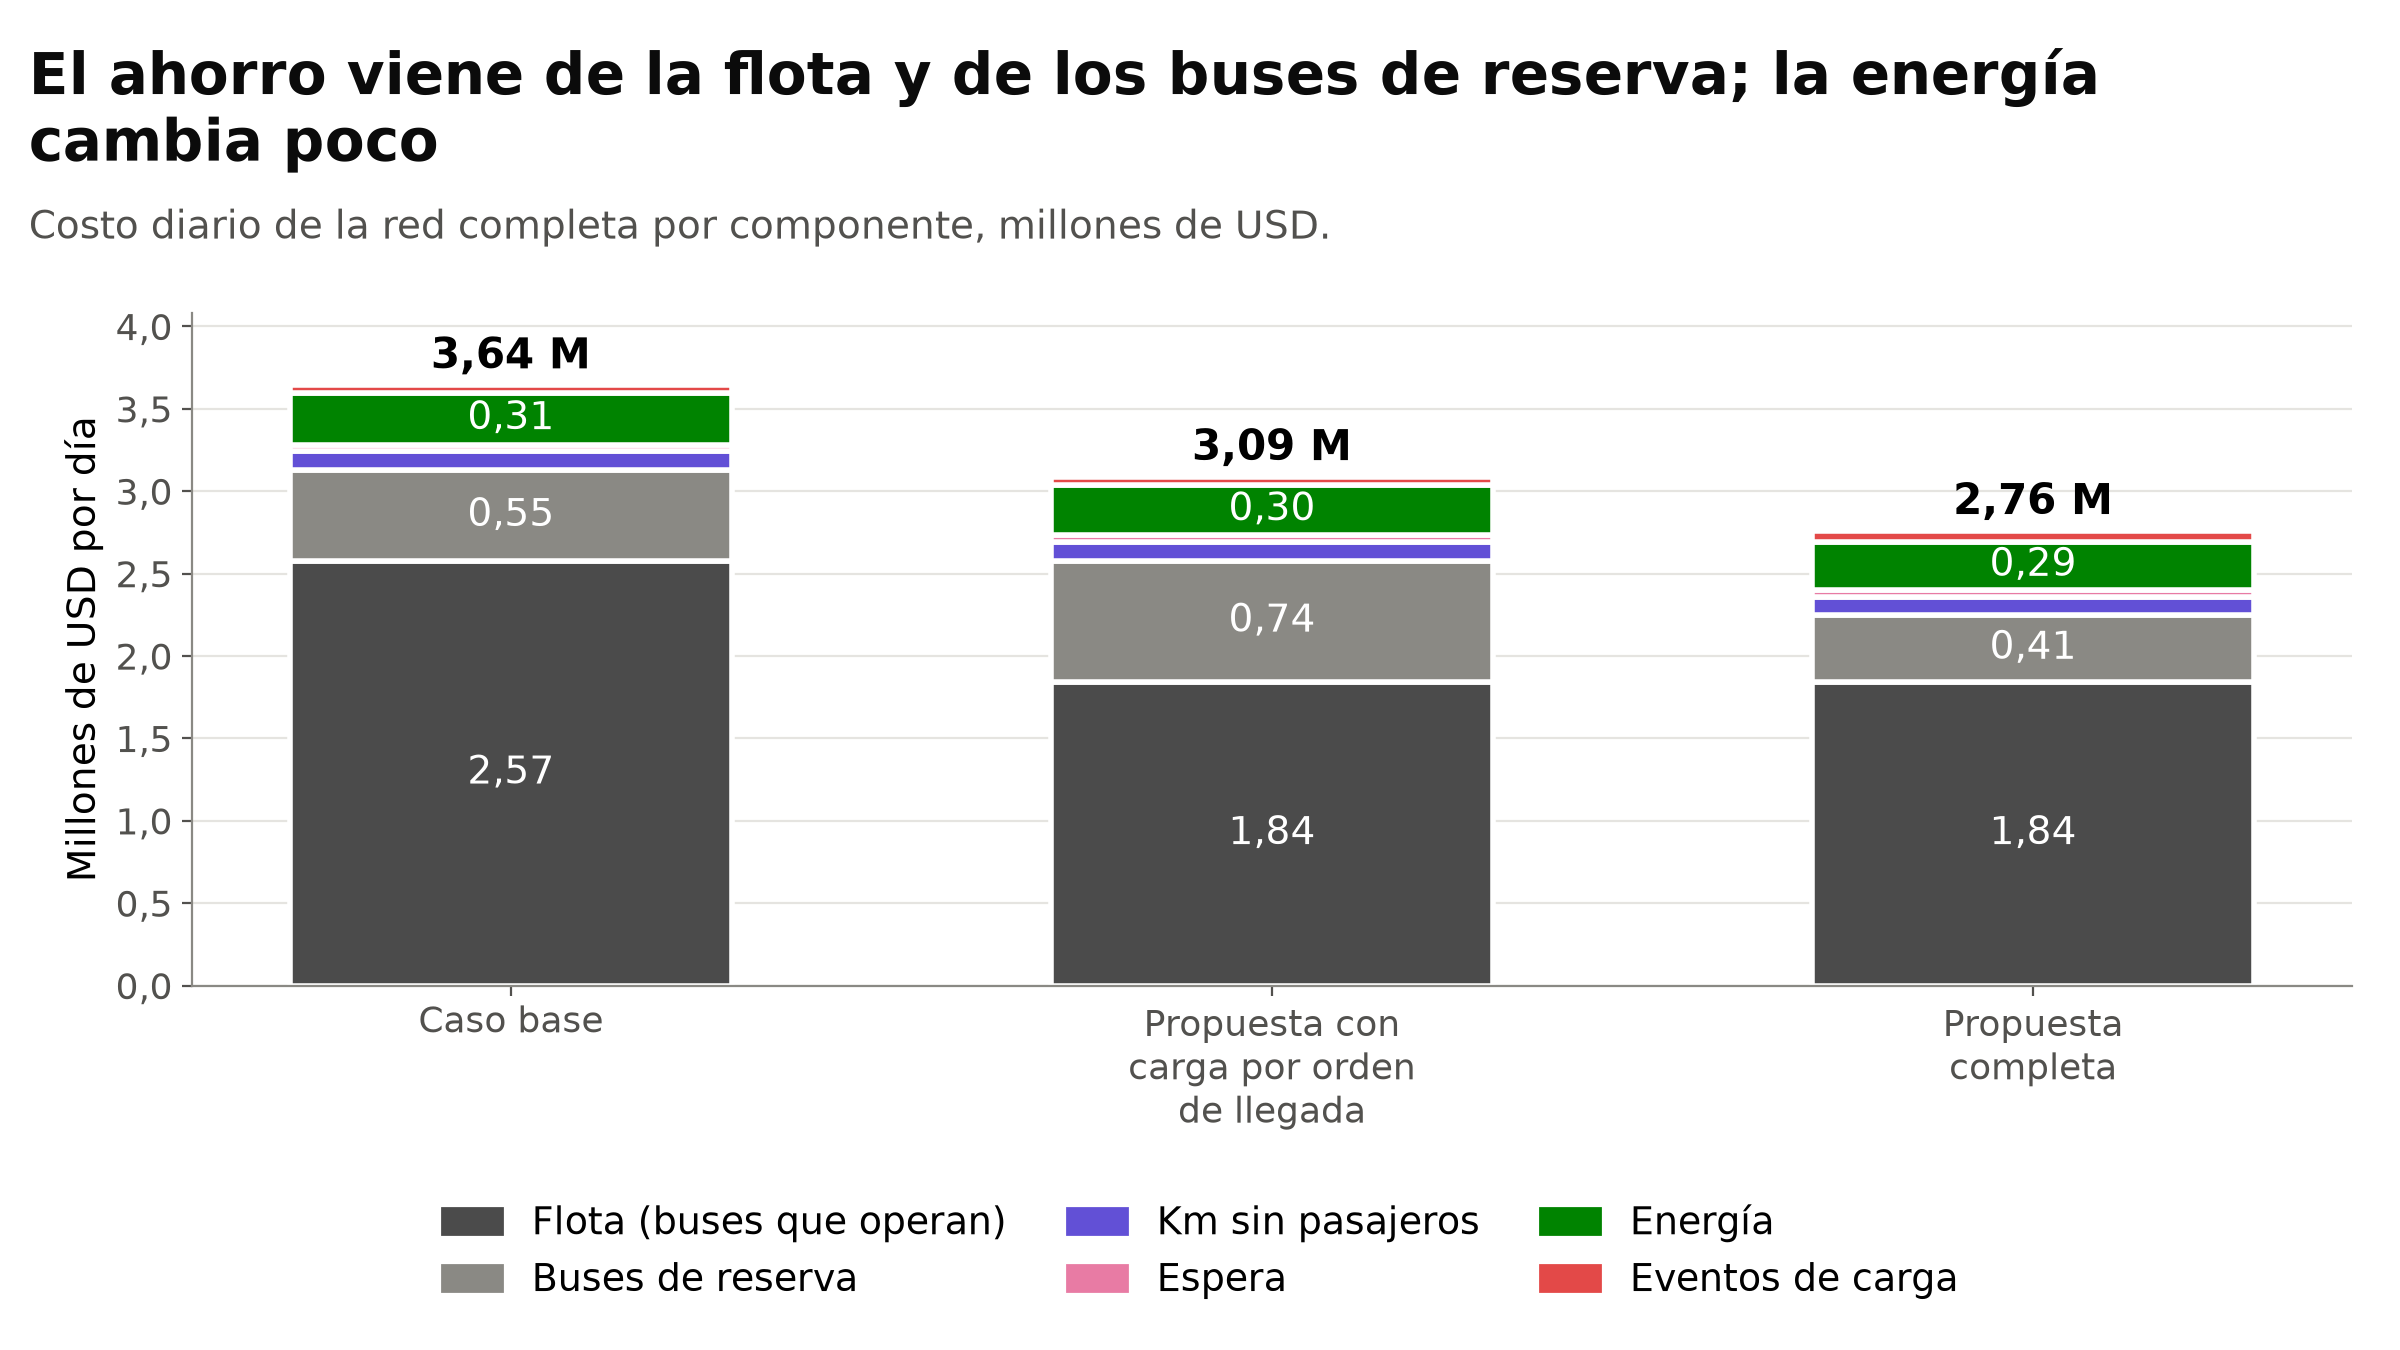 El ahorro viene de la flota y de los buses de reserva; la energía
cambia poco
Costo diario de la red completa por componente, millones de USD.
Millones de USD por día
4,0
3,5
3,0
2,5
2,0
1,5
1,0
0,5
0,0
3,64 M
0,31
0,55
2,57
3,09 M
0,30
0,74
1,84
2,76 M
0,29
0,41
1,84
Caso base
Propuesta con
carga por orden
de llegada
Propuesta
completa
Flota (buses que operan)
Buses de reserva
Km sin pasajeros
Espera
Energía
Eventos de carga